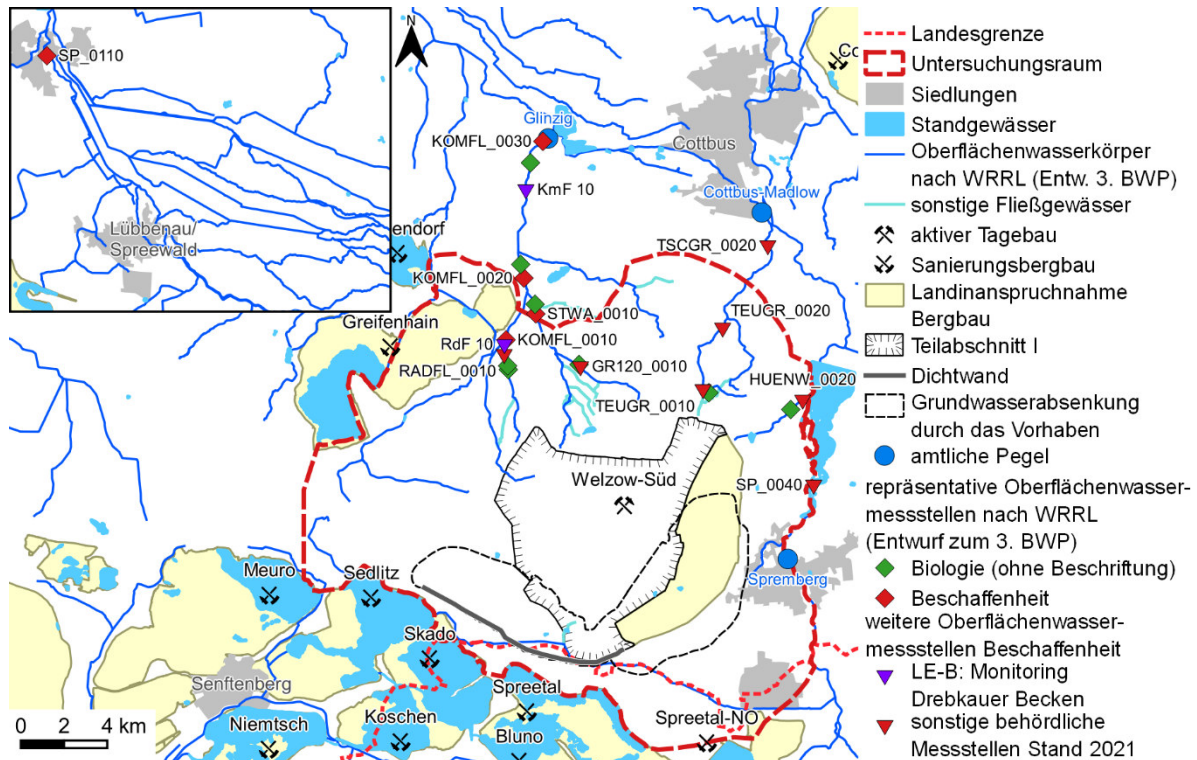 SP_0110
Lübbenau/
Spreewald
N
Glinzig
KOMFL_0030
KmF 10
Cottbus
Cottbus-Madlow
Co
endorf
TSCGR_0020
KOMFL_0020
STWA_0010
TEUGR_0020
Greifenhain
RdF 10
KOMFL_0010
RADFL_0010
GR120_0010
HUENW_0020
TEUGR_0010
Welzow-Süd
SP_0040
Spremberg
Meuro
Sedlitz
Skado
Senftenberg
Spreetal
Niemtsch
Köschen
Bluno
Spreetal-NO
0 2 4 km
Landesgrenze
Untersuchungsraum
Siedlungen
Standgewässer
Oberflächenwasserkörper
nach WRRL (Entw. 3. BWP)
sonstige Fließgewässer
aktiver Tagebau
Sanierungsbergbau
Landinanspruchnahme
Bergbau
Teilabschnitt I
Dichtwand
Grundwasserabsenkung
durch das Vorhaben
amtliche Pegel
repräsentative Oberflächenwasser-
messstellen nach WRRL
(Entwurf zum 3. BWP)
Biologie (ohne Beschriftung)
Beschaffenheit
weitere Oberflächenwasser-
messstellen Beschaffenheit
LE-B: Monitoring
Drebkauer Becken
sonstige behördliche
Messstellen Stand 2021